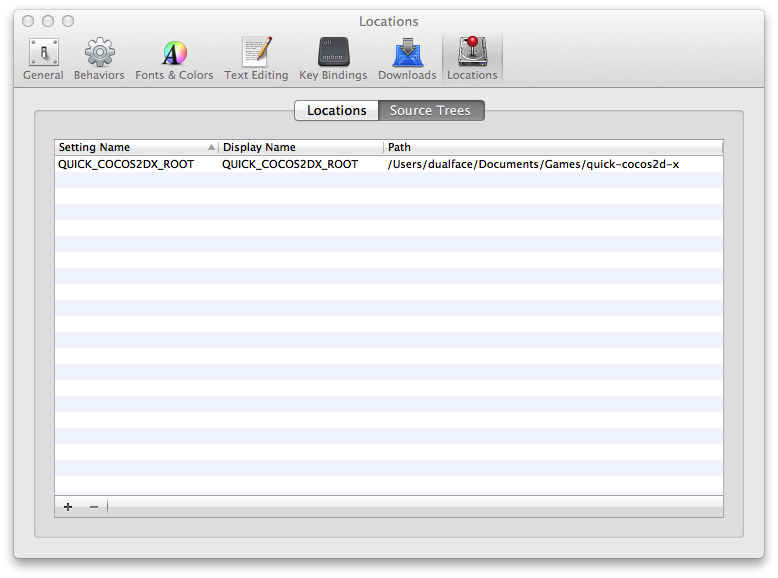 Locations
General Behaviors Fonts & Colors Text Editing Key Bindings Downloads Locations
Locations Source Trees
Setting Name Display Name Path
QUICK_COCOS2DX_ROOT QUICK_COCOS2DX_ROOT /Users/dualface/Documents/Games/quick-cocos2d-x